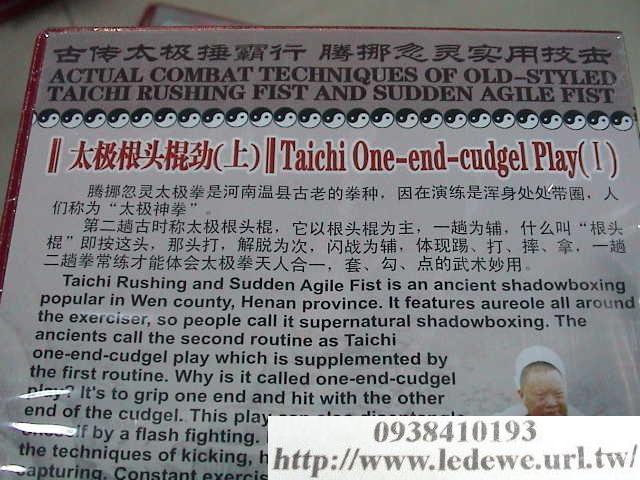 古传太极捶霸行 腾挪忽灵实用技击
ACTUAL COMBAT TECHNIQUES OF OLD-STYLED
TAICHI RUSHING FIST AND SUDDEN AGILE FIST
太极根头棍劲(上) Taichi One-end-cudgel Play(Ⅰ)
腾挪忽灵太极拳是河南温县古老的拳种，因在演练是浑身处处带圈，人
们称为“太极神拳”。
第二趟古时称太极根头棍，它以根头棍为主，一趟为辅，什么叫“根头
棍”即按这头，那头打，解脱为次，闪战为辅，体现踢、打、摔、拿，一趟
二趟拳常练才能体会太极拳天人合一，套、勾、点的武术妙用。
Taichi Rushing and Sudden Agile Fist is an ancient shadowboxing
popular in Wen county, Henan province. It features aureole all around
the exerciser, so people call it supernatural shadowboxing. The
ancients call the second routine as Taichi
one-end-cudgel play which is supplemented by
the first routine. Why is it called one-end-cudgel
play? It's to grip one end and hit with the other
end of the cudgel. This play can also disentangle
oneself by a flash fighting.
the techniques of kicking, h
capturing. Constant exercis
0938410193
http://www.ledewe.url.tw/